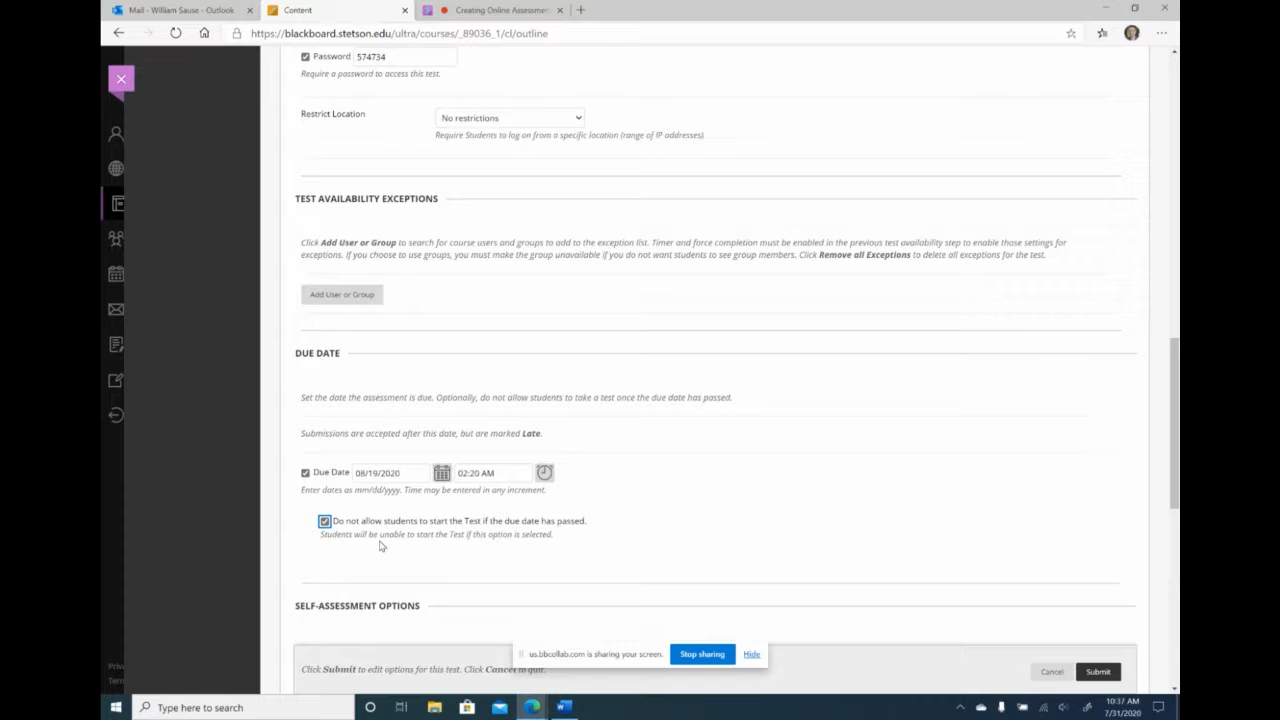 Mail - William Sause - Outlook
Content
Creating Online Assessmen
https://blackboard.stetson.edu/ultra/courses/_89036_1/cl/outline
Password 574734
Require a password to access this test.
Restrict Location
No restrictions
Require Students to log on from a specific location (range of IP addresses)
TEST AVAILABILITY EXCEPTIONS
Click Add User or Group to search for course users and groups to add to the exception list. Timer and force completion must be enabled in the previous test availability step to enable those settings for
exceptions. If you choose to use groups, you must make the group unavailable if you do not want students to see group members. Click Remove all Exceptions to delete all exceptions for the test.
Add User or Group
DUE DATE
Set the date the assessment is due. Optionally, do not allow students to take a test once the due date has passed.
Submissions are accepted after this date, but are marked Late.
Due Date 08/19/2020 02:20 AM
Enter dates as mm/dd/yyyy. Time may be entered in any increment.
Do not allow students to start the Test if the due date has passed.
Students will be unable to start the Test if this option is selected.
SELF-ASSESSMENT OPTIONS
us.bbcollab.com is sharing your screen. Stop sharing Hide
Click Submit to edit options for this test. Click Cancel to quit.
Cancel Submit
Priv
Term
Type here to search
10:37 AM
7/31/2020